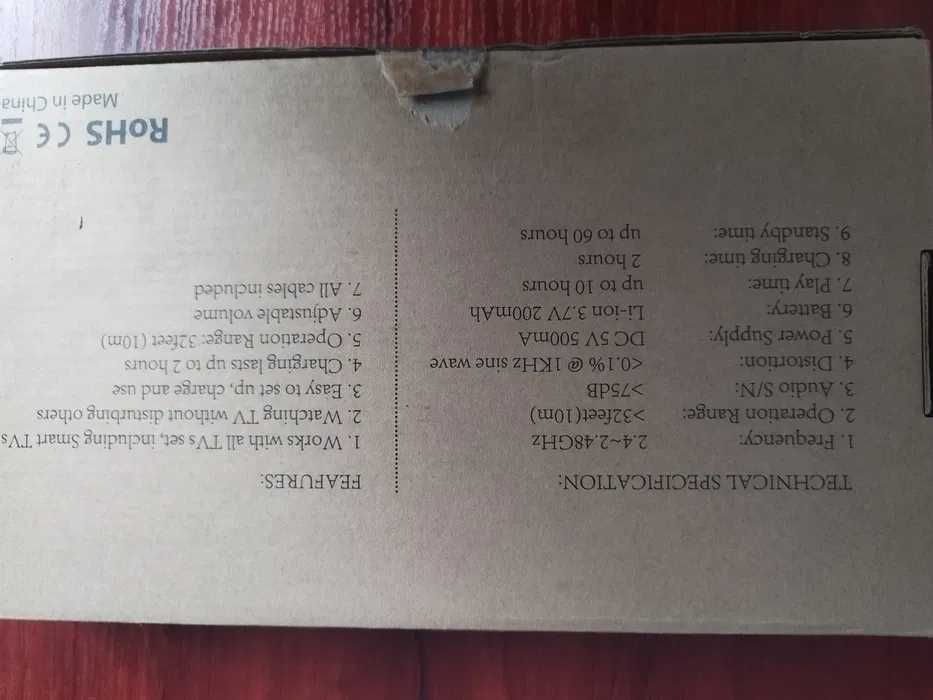 TECHNICAL SPECIFICATION:
1. Frequency: 2.4~2.48GHz
2. Operation Range: >32feet(10m)
3. Audio S/N: >75dB
4. Distortion: <0.1% @ 1KHz sine wave
5. Power Supply: DC 5V 500mA
6. Battery: Li-ion 3.7V 200mAh
7. Play time: up to 10 hours
8. Charging time: 2 hours
9. Standby time: up to 60 hours
FEAFURES:
1. Works with all TVs set, including Smart TVs
2. Watching TV without disturbing others
3. Easy to set up, charge and use
4. Charging lasts up to 2 hours
5. Operation Range: 32feet (10m)
6. Adjustable volume
7. All cables included
RoHS CE
Made in China